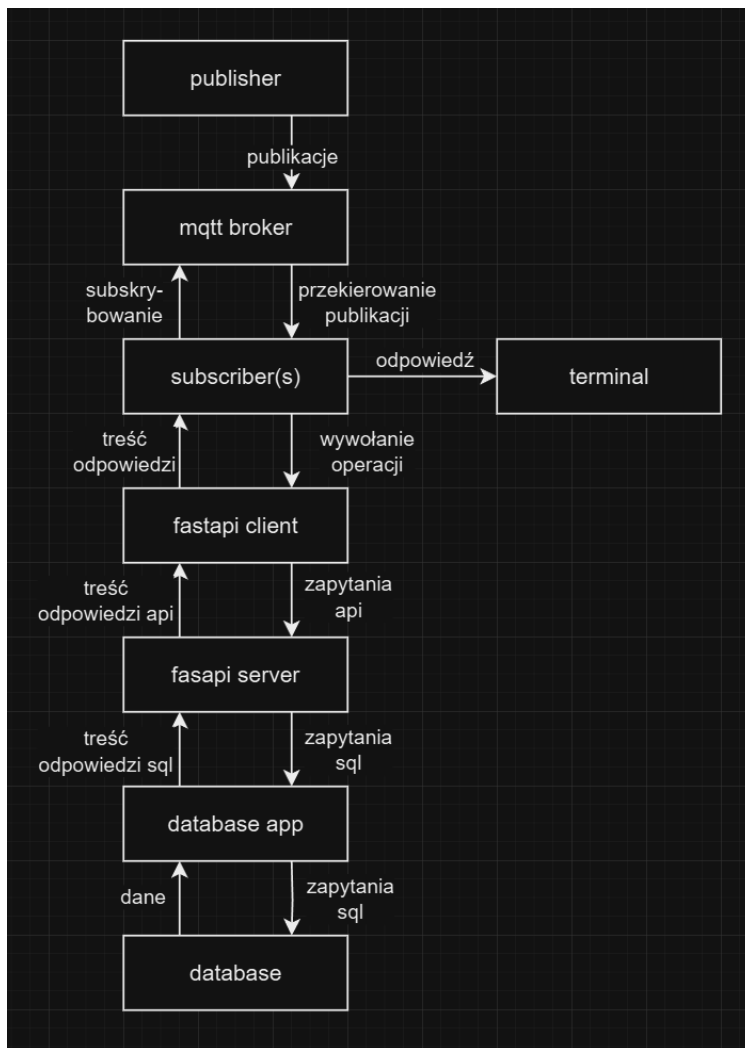 publisher
publikacje
mqtt broker
subskry-
bowanie
przekierowanie
publikacji
subscriber(s)
odpowiedź
terminal
treść
odpowiedzi
wywołanie
operacji
fastapi client
treść
odpowiedzi api
zapytania
api
fasapi server
treść
odpowiedzi sql
zapytania
sql
database app
dane
zapytania
sql
database